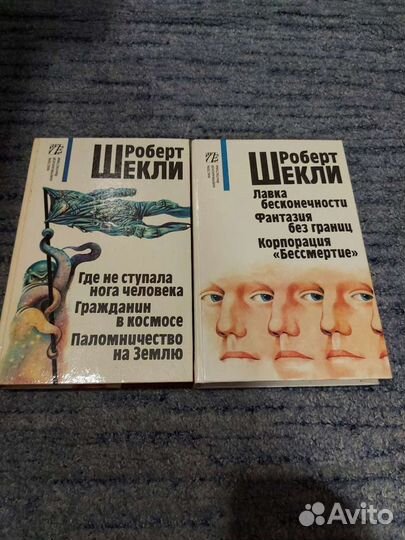 Роберт
ШЕКЛИ
Где не ступала
нога человека
Гражданин
в космосе
Паломничество
на Землю
Роберт
ШЕКЛИ
Лавка
бесконечности
Фантазия
без границ
Корпорация
«Бессмертие»
Avito